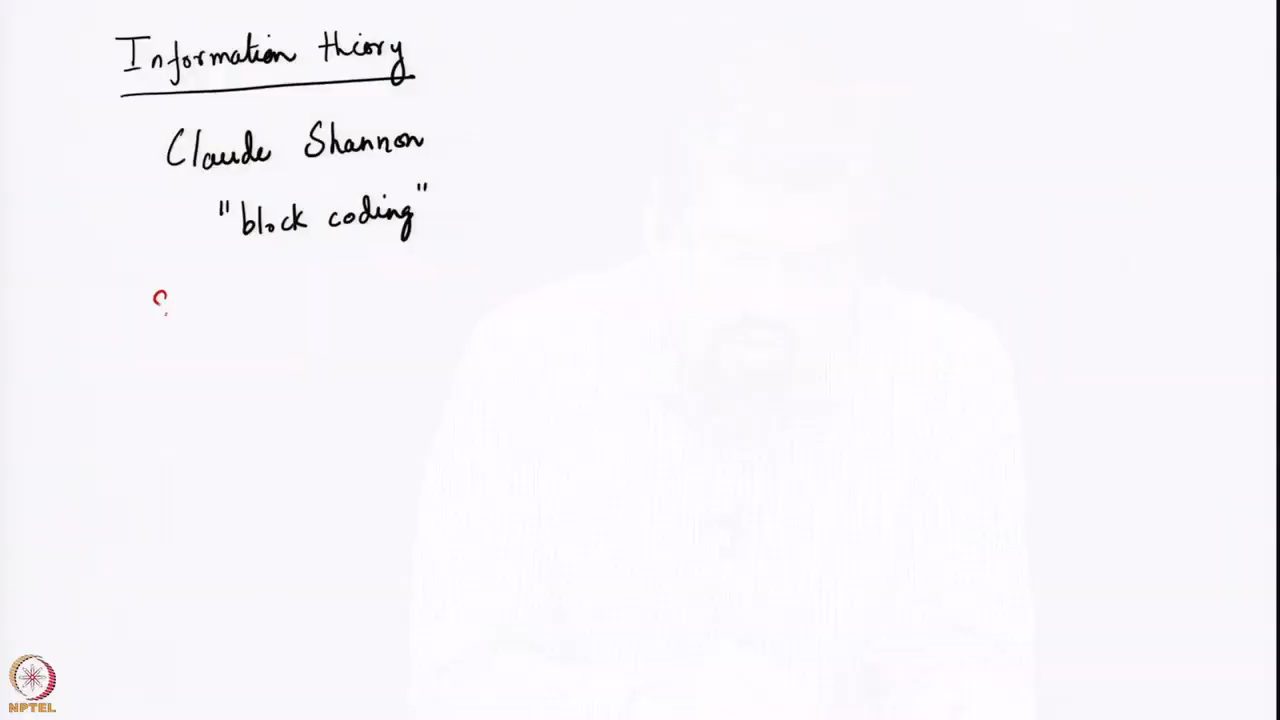 Information theory
Claude Shannon
"block coding"
NPTEL